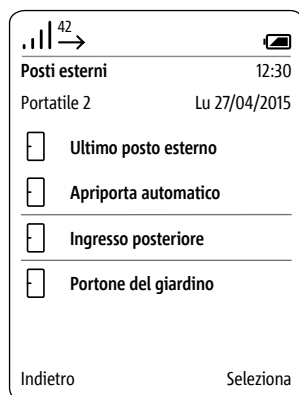 42
Posti esterni 12:30
Portatile 2 Lu 27/04/2015
Ultimo posto esterno
Apriporta automatico
Ingresso posteriore
Portone del giardino
Indietro Seleziona